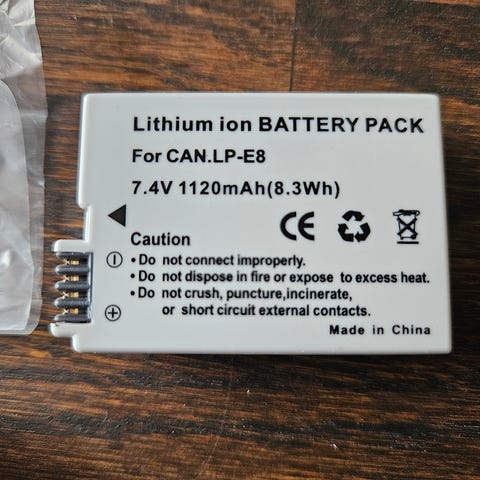 Lithium ion BATTERY PACK
For CAN.LP-E8
7.4V 1120mAh(8.3Wh)
CE
Caution
• Do not connect improperly.
• Do not dispose in fire or expose to excess heat.
• Do not crush, puncture,incinerate,
or short circuit external contacts.
Made in China